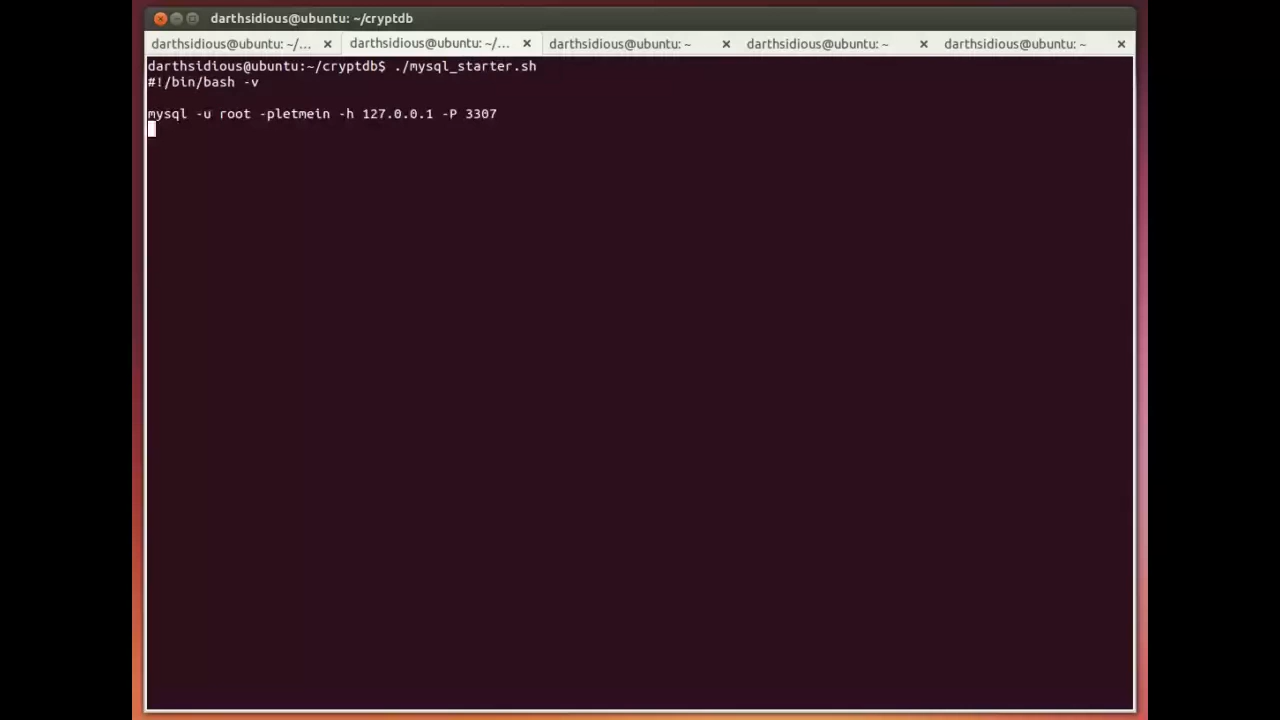 darthsidious@ubuntu: ~/cryptdb
darthsidious@ubuntu: ~/... darthsidious@ubuntu: ~/... darthsidious@ubuntu: ~ darthsidious@ubuntu: ~ darthsidious@ubuntu: ~
darthsidious@ubuntu:~/cryptdb$ ./mysql_starter.sh
#!/bin/bash -v
mysql -u root -pletmein -h 127.0.0.1 -P 3307